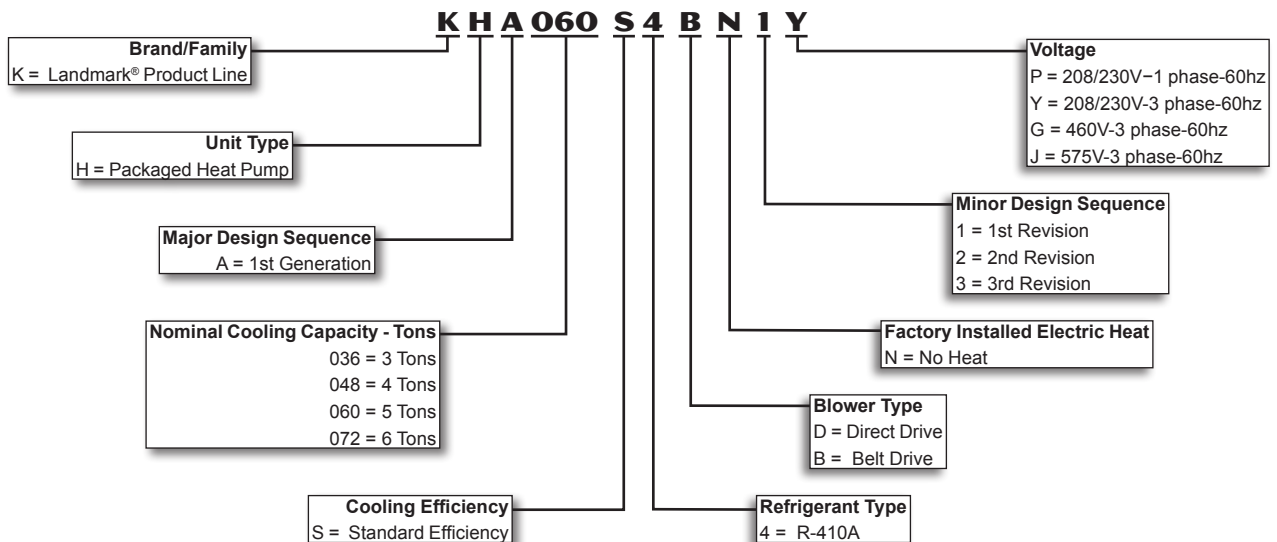 K H A 060 S 4 B N 1 Y
Brand/Family
K = Landmark® Product Line
Unit Type
H = Packaged Heat Pump
Major Design Sequence
A = 1st Generation
Nominal Cooling Capacity - Tons
036 = 3 Tons
048 = 4 Tons
060 = 5 Tons
072 = 6 Tons
Cooling Efficiency
S = Standard Efficiency
Voltage
P = 208/230V−1 phase-60hz
Y = 208/230V-3 phase-60hz
G = 460V-3 phase-60hz
J = 575V-3 phase-60hz
Minor Design Sequence
1 = 1st Revision
2 = 2nd Revision
3 = 3rd Revision
Factory Installed Electric Heat
N = No Heat
Blower Type
D = Direct Drive
B = Belt Drive
Refrigerant Type
4 = R-410A